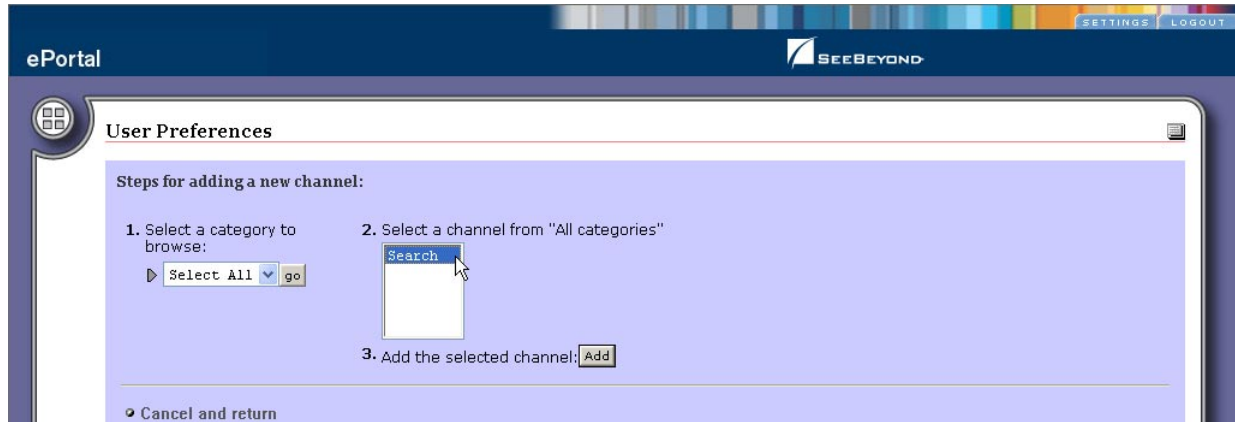 SETTINGS LOGOUT
ePortal
SEEBEYOND
User Preferences
Steps for adding a new channel:
1. Select a category to browse:
Select All go
2. Select a channel from "All categories"
Search
3. Add the selected channel: Add
Cancel and return